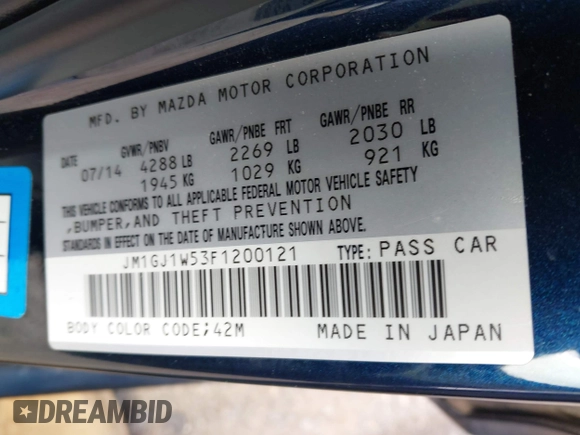 MFD. BY MAZDA MOTOR CORPORATION
DATE GVWR/PNBV GAWR/PNBE FRT GAWR/PNBE RR
07/14 4288 LB 2269 LB 2030 LB
1945 KG 1029 KG 921 KG
THIS VEHICLE CONFORMS TO ALL APPLICABLE FEDERAL MOTOR VEHICLE SAFETY
,BUMPER,AND THEFT PREVENTION
STANDARDS IN EFFECT ON THE DATE OF MANUFACTURE SHOWN ABOVE.
JM1GJ1W53F1200121 TYPE: PASS CAR
BODY COLOR CODE;42M MADE IN JAPAN
DREAMBID